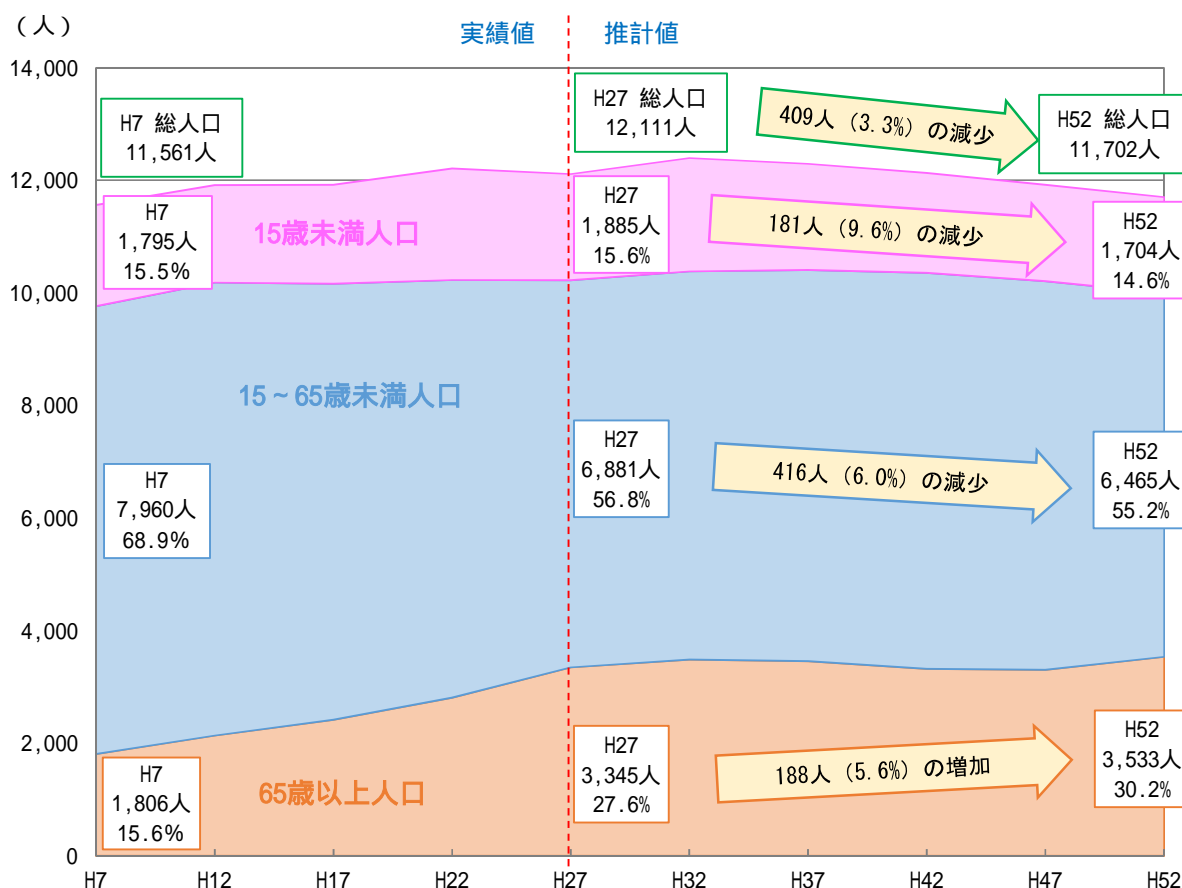 （人）
実績値
推計値
14,000
12,000
10,000
8,000
6,000
4,000
2,000
0
H7 総人口
11,561人
H27 総人口
12,111人
409人（3.3%）の減少
H52 総人口
11,702人
H7
1,795人
15.5%
15歳未満人口
H27
1,885人
15.6%
181人（9.6%）の減少
H52
1,704人
14.6%
15～65歳未満人口
H7
7,960人
68.9%
H27
6,881人
56.8%
416人（6.0%）の減少
H52
6,465人
55.2%
H7
1,806人
15.6%
65歳以上人口
H27
3,345人
27.6%
188人（5.6%）の増加
H52
3,533人
30.2%
H7
H12
H17
H22
H27
H32
H37
H42
H47
H52